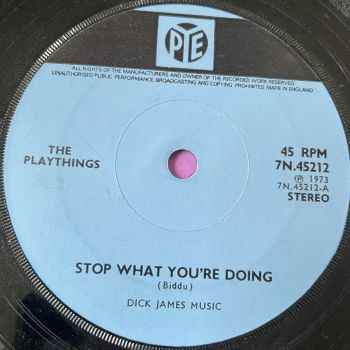 PYE
ALL RIGHTS OF THE MANUFACTURERS AND OWNER OF THE RECORDED WORK RESERVED.
UNAUTHORISED PUBLIC PERFORMANCE BROADCASTING AND COPYING PROHIBITED MADE IN ENGLAND
THE
PLAYTHINGS
45 RPM
7N.45212
℗ 1973
7N.45212-A
STEREO
STOP WHAT YOU'RE DOING
(Biddu)
DICK JAMES MUSIC